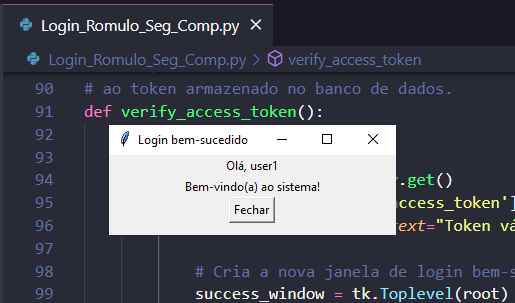 Login_Romulo_Seg_Comp.py ×
Login_Romulo_Seg_Comp.py > verify_access_token
90 # ao token armazenado no banco de dados.
91 def verify_access_token():
92
93
94 .get()
95 access_token']
96 text="Token vá
97
98 # Cria a nova janela de login bem-s
99 success_window = tk.Toplevel(root)
Login bem-sucedido
Olá, user1
Bem-vindo(a) ao sistema!
Fechar